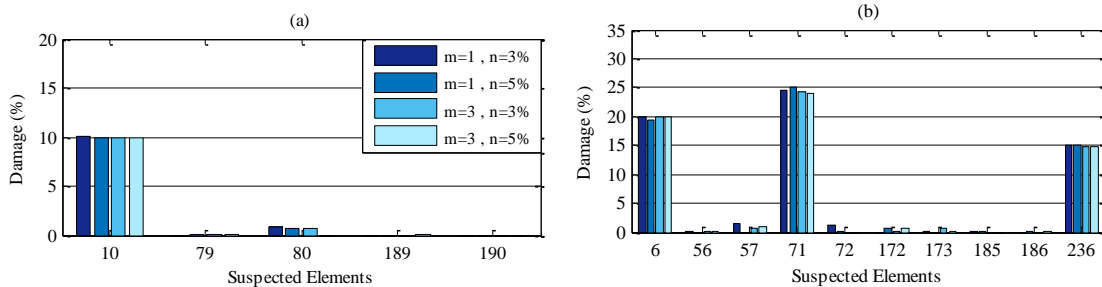 (a)
20
15
10
5
0
Damage (%)
m=1 , n=3%
m=1 , n=5%
m=3 , n=3%
m=3 , n=5%
10 79 80 189 190
Suspected Elements
(b)
35
30
25
20
15
10
5
0
Damage (%)
6 56 57 71 72 172 173 185 186 236
Suspected Elements